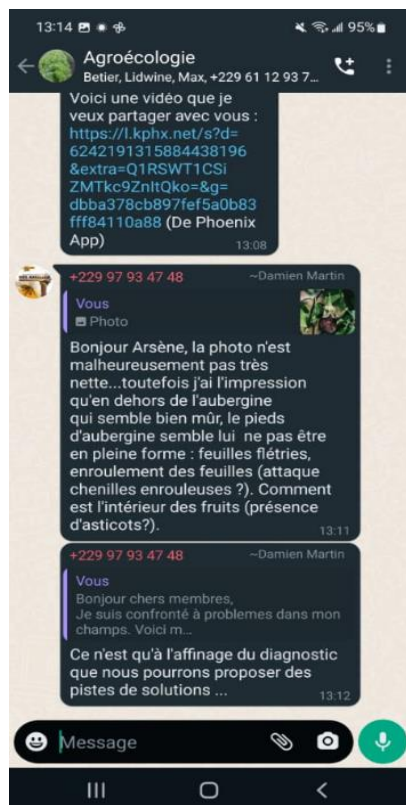 13:14
95%
Agroécologie
Betier, Lidwine, Max, +229 61 12 93 7...
Voici une vidéo que je
veux partager avec vous :
https://l.kphx.net/s?d=
6242191315884438196
&extra=Q1RSWT1CSi
ZMTkc9ZnItQko=&g=
dbba378cb897fef5a0b83
fff84110a88 (De Phoenix
App)
13:08
+229 97 93 47 48
~Damien Martin
Vous
Photo
Bonjour Arsène, la photo n'est
malheureusement pas très
nette...toutefois j'ai l'impression
qu'en dehors de l'aubergine
qui semble bien mûr, le pieds
d'aubergine semble lui ne pas être
en pleine forme : feuilles flétries,
enroulement des feuilles (attaque
chenilles enrouleuses ?). Comment
est l'intérieur des fruits (présence
d'asticots?).
13:11
+229 97 93 47 48
~Damien Martin
Vous
Bonjour chers membres,
Je suis confronté à problemes dans mon
champs. Voici m...
Ce n'est qu'à l'affinage du diagnostic
que nous pourrons proposer des
pistes de solutions ...
13:12
Message